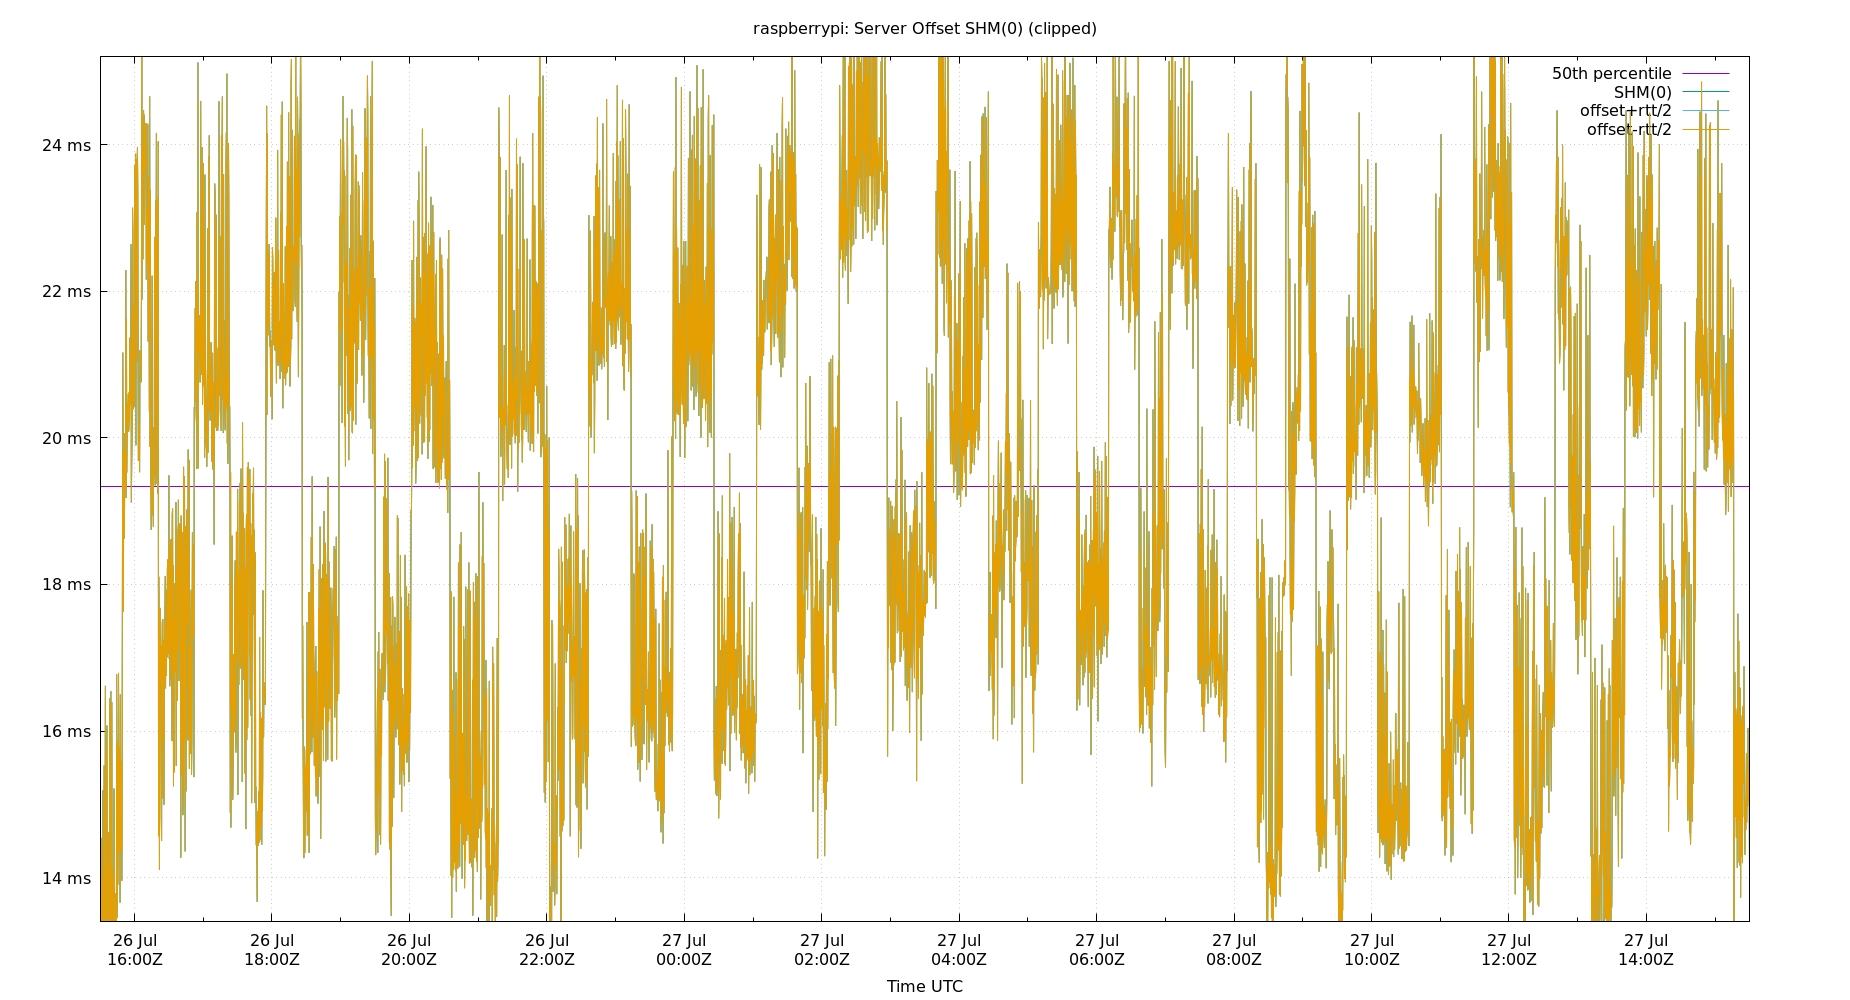 raspberrypi: Server Offset SHM(0) (clipped)
50th percentile
SHM(0)
offset+rtt/2
offset-rtt/2
24 ms
22 ms
20 ms
18 ms
16 ms
14 ms
26 Jul 26 Jul 26 Jul 26 Jul 27 Jul 27 Jul 27 Jul 27 Jul 27 Jul 27 Jul 27 Jul 27 Jul
16:00Z 18:00Z 20:00Z 22:00Z 00:00Z 02:00Z 04:00Z 06:00Z 08:00Z 10:00Z 12:00Z 14:00Z
Time UTC